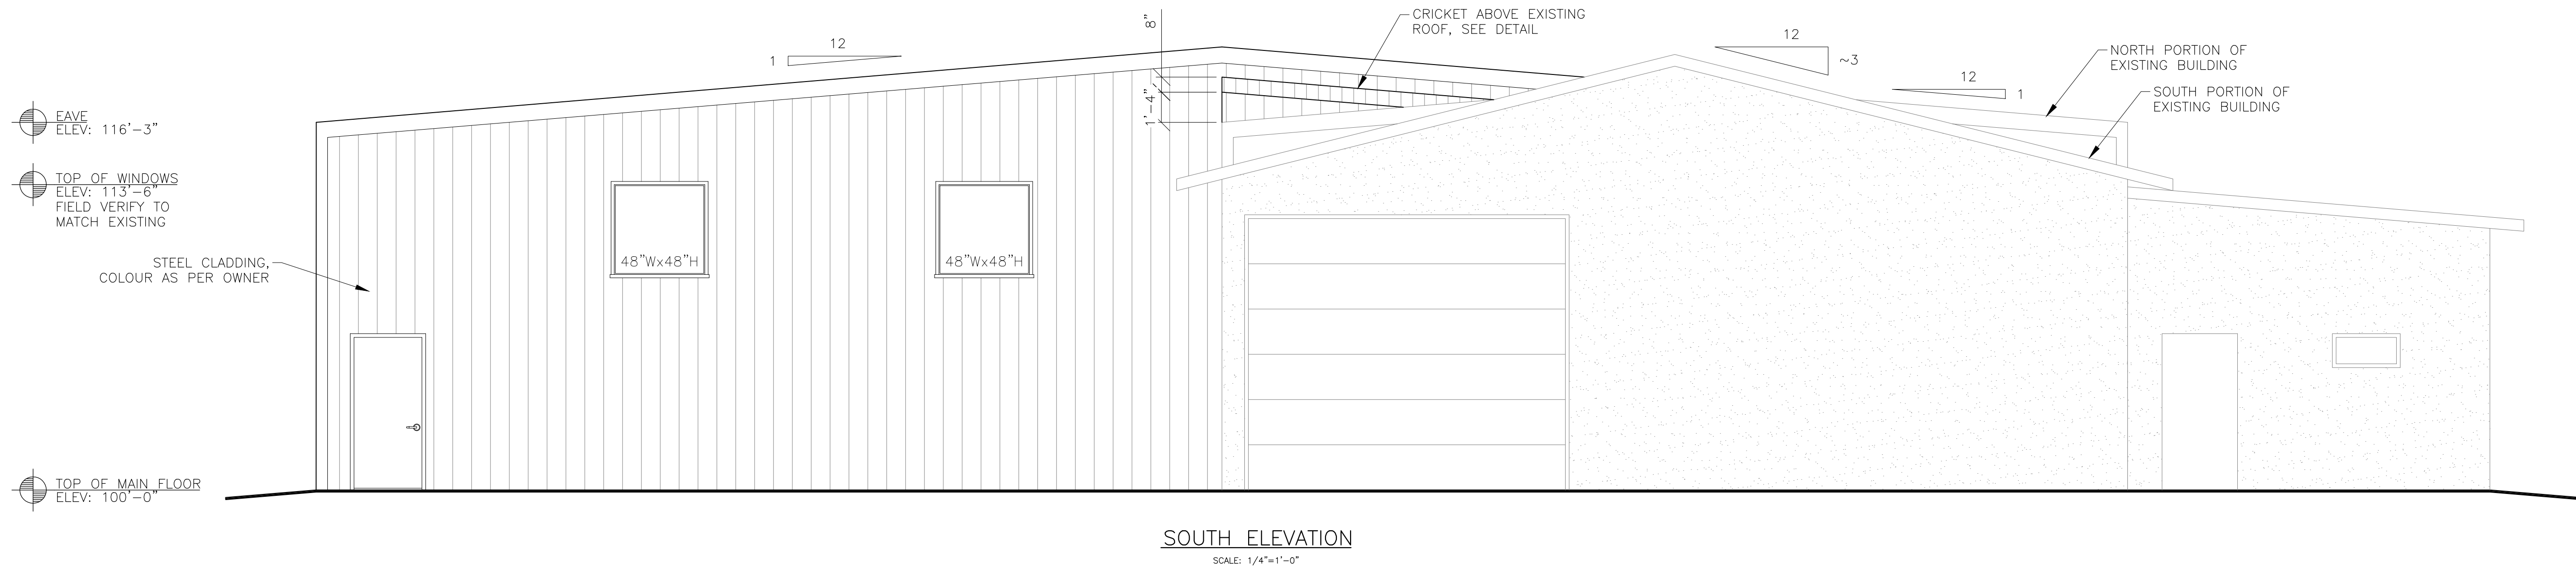 8"
CRICKET ABOVE EXISTING
ROOF, SEE DETAIL
12
1
12
~3
NORTH PORTION OF
EXISTING BUILDING
12
1
SOUTH PORTION OF
EXISTING BUILDING
1'-4"
EAVE
ELEV: 116'-3"
TOP OF WINDOWS
ELEV: 113'-6"
FIELD VERIFY TO
MATCH EXISTING
STEEL CLADDING,
COLOUR AS PER OWNER
48"Wx48"H
48"Wx48"H
TOP OF MAIN FLOOR
ELEV: 100'-0"
SOUTH ELEVATION
SCALE: 1/4"=1'-0"